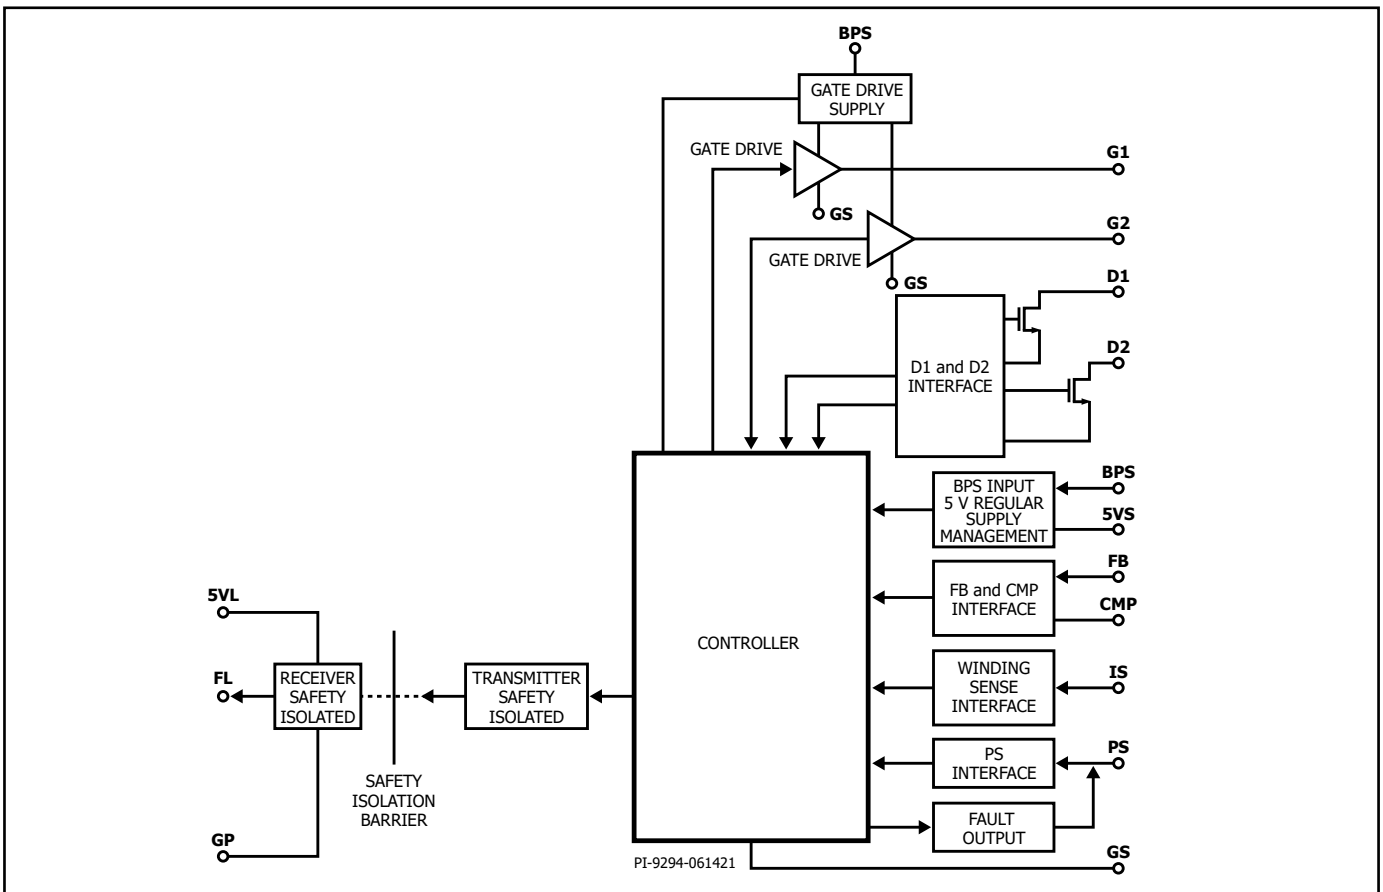 BPS
GATE DRIVE
SUPPLY
GATE DRIVE
G1
GS
G2
GATE DRIVE
GS
D1
D2
D1 and D2
INTERFACE
BPS INPUT
5 V REGULAR
SUPPLY
MANAGEMENT
BPS
5VS
FB and CMP
INTERFACE
FB
CMP
CONTROLLER
WINDING
SENSE
INTERFACE
IS
PS
INTERFACE
PS
FAULT
OUTPUT
GS
5VL
FL
RECEIVER
SAFETY
ISOLATED
TRANSMITTER
SAFETY
ISOLATED
SAFETY
ISOLATION
BARRIER
GP
PI-9294-061421